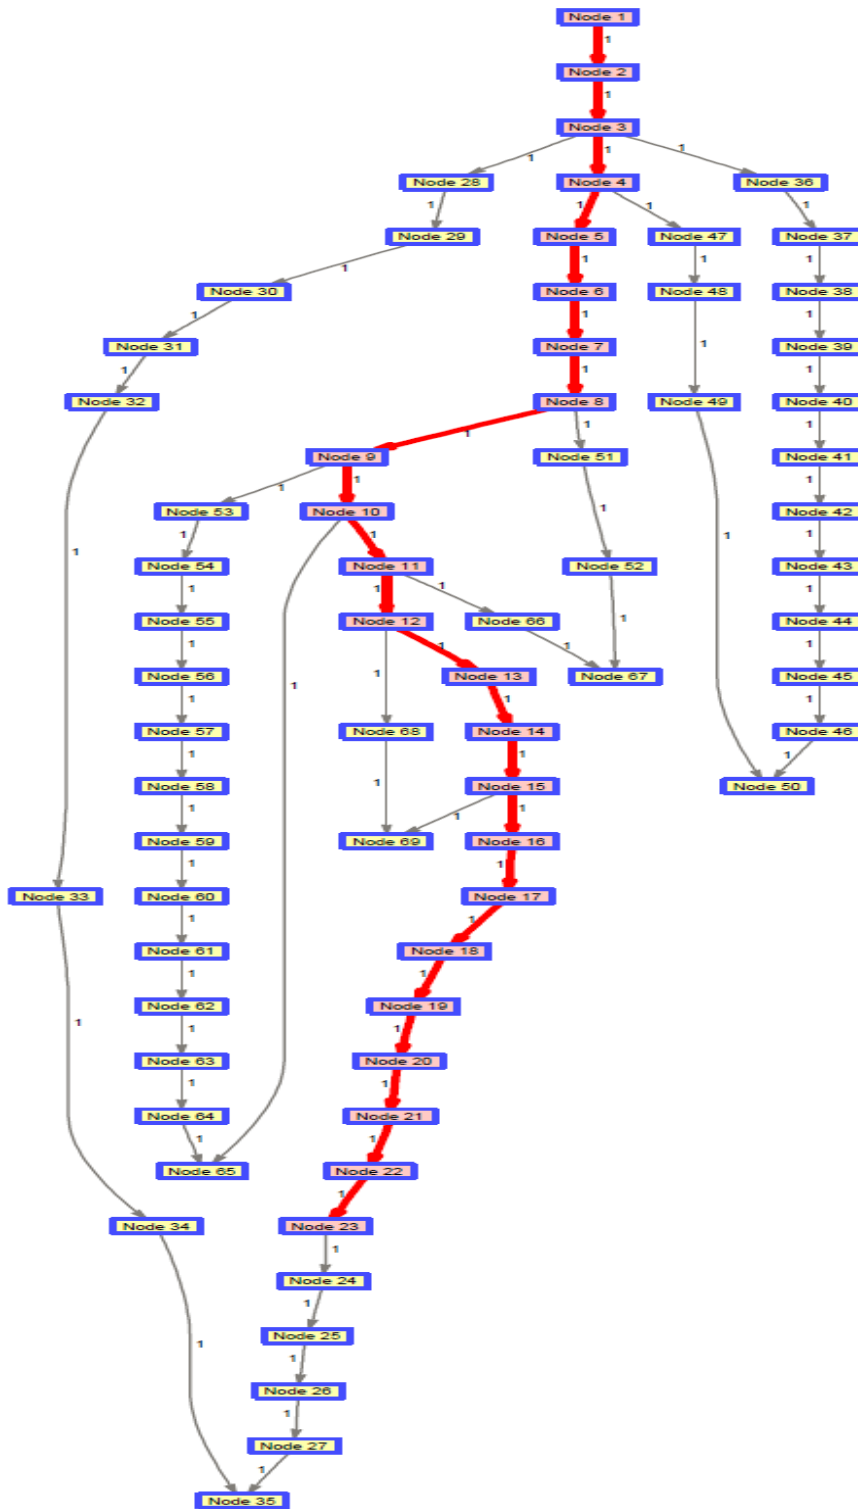 Node 1
1
Node 2
1
Node 3
1 1 1
Node 28 Node 4 Node 36
1 1 1 1
Node 29 Node 5 Node 47 Node 37
1 1 1 1
Node 30 Node 6 Node 48 Node 38
1 1 1
Node 31 Node 7 Node 39
1 1 1 1
Node 32 Node 8 Node 49 Node 40
1 1 1
Node 9 Node 51 Node 41
1 1 1
Node 53 Node 10 Node 42
1 1 1 1
Node 54 Node 11 Node 52 Node 43
1 1 1 1 1
Node 55 Node 12 Node 66 Node 44
1 1 1 1 1 1
Node 56 Node 13 Node 67 Node 45
1 1 1 1
Node 57 Node 68 Node 14 Node 46
1 1 1 1
Node 58 Node 15 Node 50
1 1 1
Node 59 Node 69 Node 16
1 1
Node 33 Node 60 Node 17
1 1
Node 61 Node 18
1 1
Node 62 Node 19
1 1 1
Node 63 Node 20
1 1
Node 64 Node 21
1 1
Node 65 Node 22
1
Node 34 Node 23
1
Node 24
1
Node 25
1 1
Node 26
1
Node 27
1
Node 35